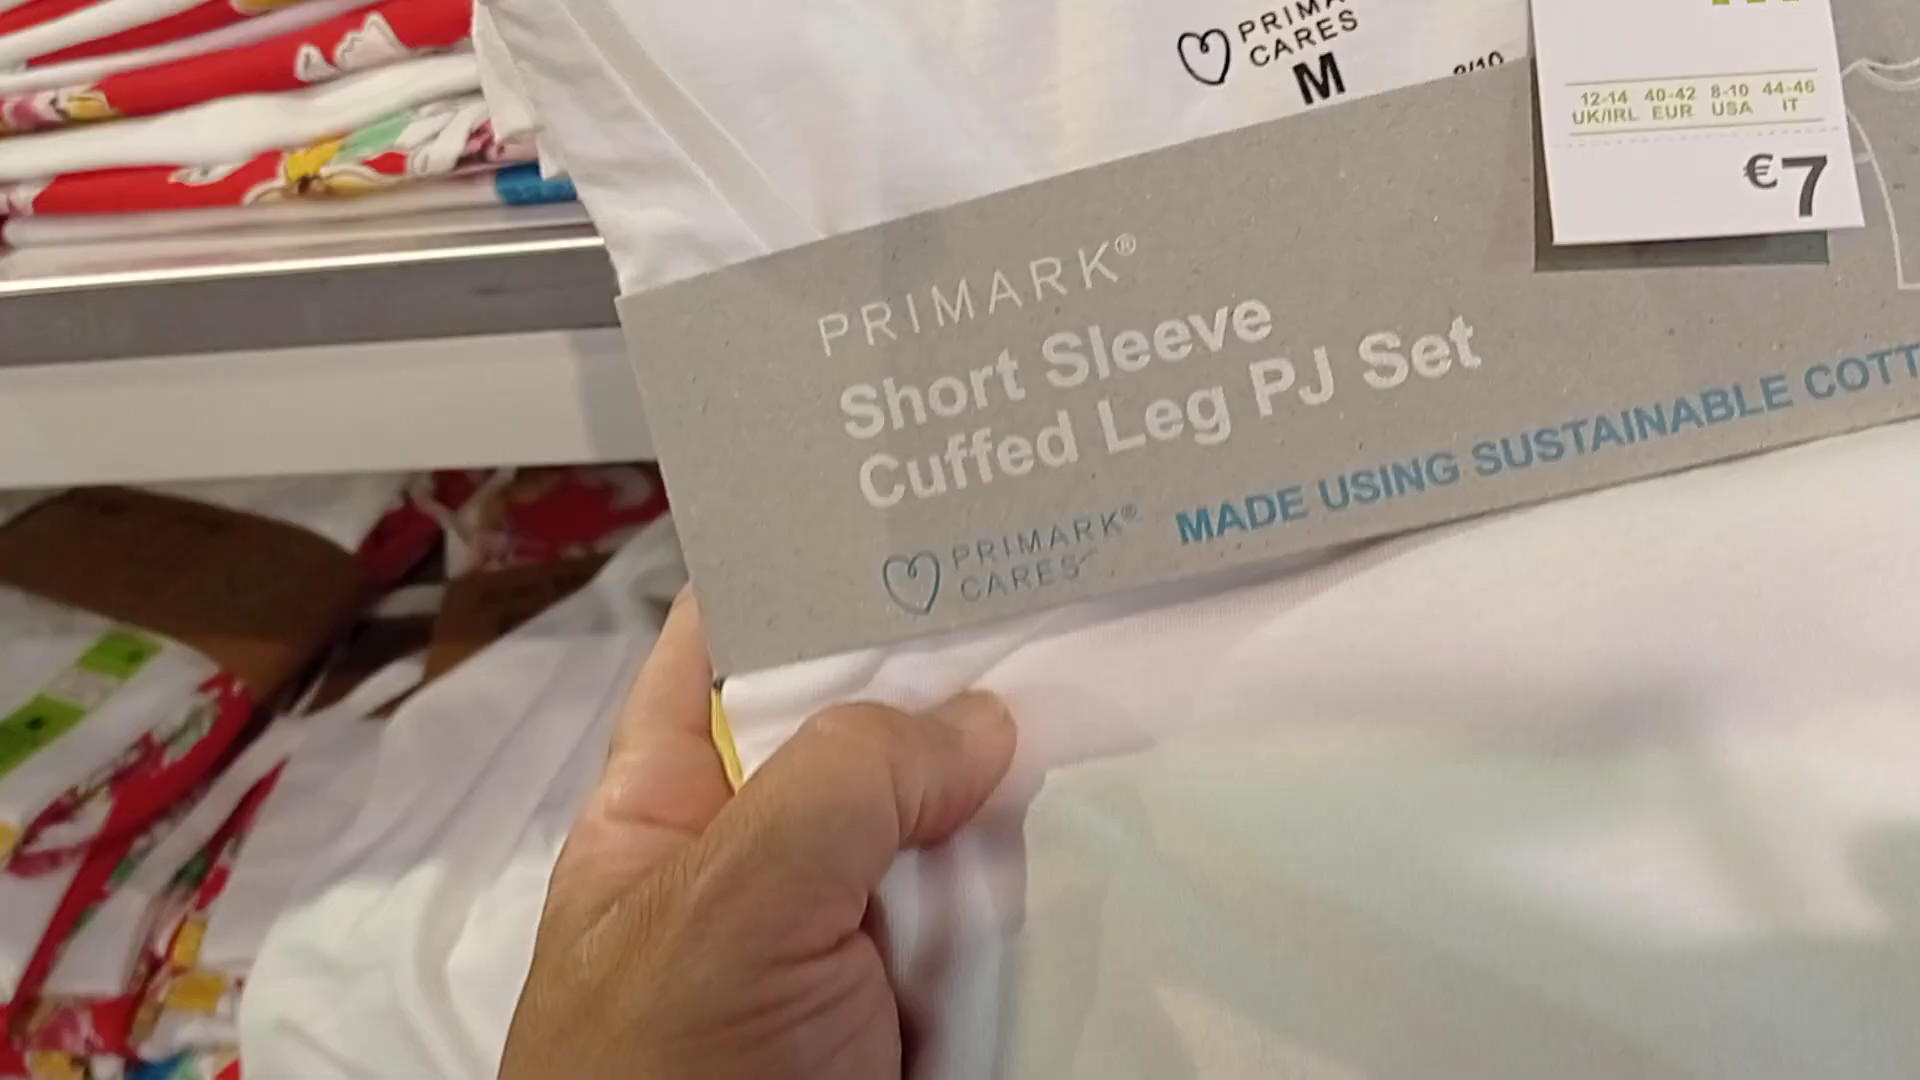 PRIMA
CARES
M
12-14 40-42 8-10 44-46
UK/IRL EUR USA IT
€7
PRIMARK®
Short Sleeve
Cuffed Leg PJ Set
PRIMARK®
CARES
MADE USING SUSTAINABLE COTT